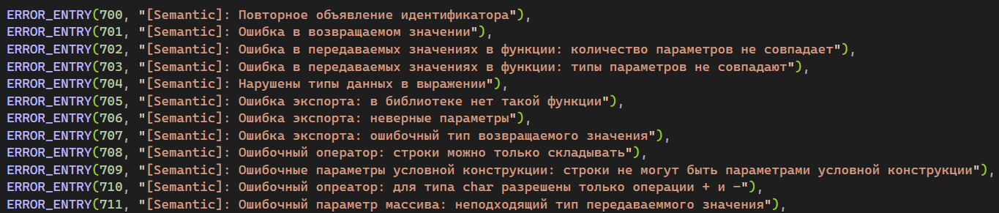 ERROR_ENTRY(700, "[Semantic]: Повторное объявление идентификатора"),
ERROR_ENTRY(701, "[Semantic]: Ошибка в возвращаемом значении"),
ERROR_ENTRY(702, "[Semantic]: Ошибка в передаваемых значениях в функции: количество параметров не совпадает"),
ERROR_ENTRY(703, "[Semantic]: Ошибка в передаваемых значениях в функции: типы параметров не совпадают"),
ERROR_ENTRY(704, "[Semantic]: Нарушены типы данных в выражении"),
ERROR_ENTRY(705, "[Semantic]: Ошибка экспорта: в библиотеке нет такой функции"),
ERROR_ENTRY(706, "[Semantic]: Ошибка экспорта: неверные параметры"),
ERROR_ENTRY(707, "[Semantic]: Ошибка экспорта: ошибочный тип возвращаемого значения"),
ERROR_ENTRY(708, "[Semantic]: Ошибочный оператор: строки можно только складывать"),
ERROR_ENTRY(709, "[Semantic]: Ошибочные параметры условной конструкции: строки не могут быть параметрами условной конструкции"),
ERROR_ENTRY(710, "[Semantic]: Ошибочный опреатор: для типа char разрешены только операции + и -"),
ERROR_ENTRY(711, "[Semantic]: Ошибочный параметр массива: неподходящий тип передаваеммого значения"),